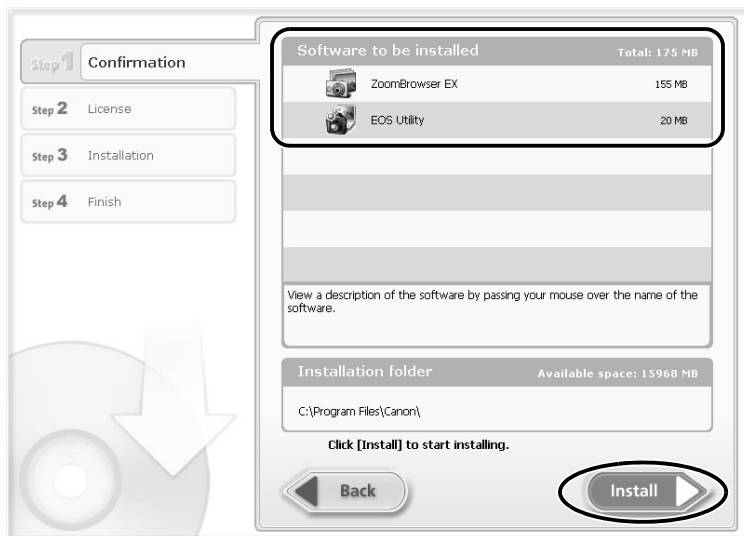 Step 1 Confirmation
Step 2 License
Step 3 Installation
Step 4 Finish
Software to be installed Total: 175 MB
ZoomBrowser EX 155 MB
EOS Utility 20 MB
View a description of the software by passing your mouse over the name of the
software.
Installation folder Available space: 15968 MB
C:\Program Files\Canon\
Click [Install] to start installing.
Back Install